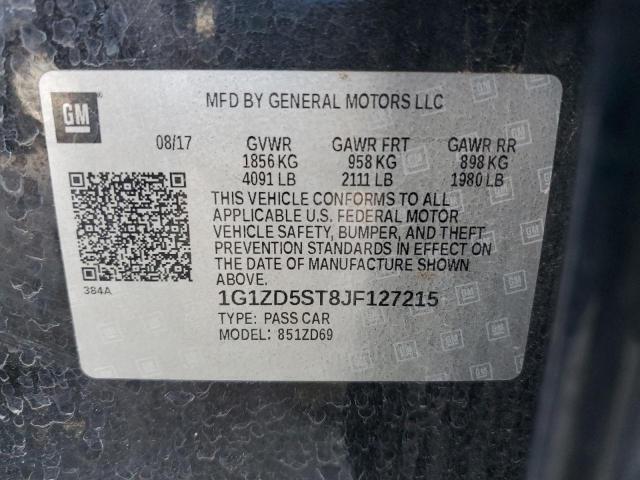 GM
MFD BY GENERAL MOTORS LLC
08/17 GVWR GAWR FRT GAWR RR
1856 KG 958 KG 898 KG
4091 LB 2111 LB 1980 LB
THIS VEHICLE CONFORMS TO ALL
APPLICABLE U.S. FEDERAL MOTOR
VEHICLE SAFETY, BUMPER, AND THEFT
PREVENTION STANDARDS IN EFFECT ON
THE DATE OF MANUFACTURE SHOWN
ABOVE.
384A
1G1ZD5ST8JF127215
TYPE: PASS CAR
MODEL: 851ZD69